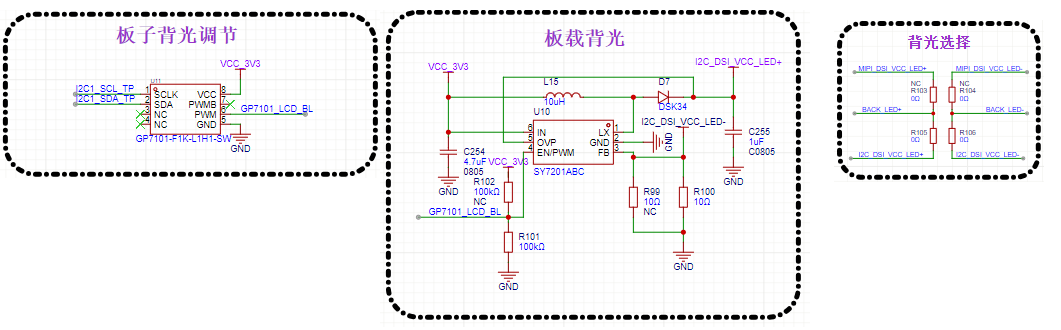 板子背光调节
VCC_3V3
U11
I2C1_SCL_TP
I2C1_SDA_TP
1 SCLK
2 SDA
3 NC
4 NC
VCC 8
PWMB 7
PWM 6
GND 5
GP7101_LCD_BL
GP7101-F1K-L1H1-SW
GND
板载背光
VCC_3V3
I2C_DSI_VCC_LED+
L15
10uH
D7
DSK34
U10
I2C_DSI_VCC_LED-
6 IN
5 OVP
4 EN/PWM
LX 1
GND 2
FB 3
GND
SY7201ABC
C254
4.7uF
0805
GND
VCC_3V3
C255
1uF
C0805
GND
R102
100kΩ
NC
GP7101_LCD_BL
R101
100kΩ
GND
R99
10Ω
NC
R100
10Ω
GND
背光选择
MIPI_DSI_VCC_LED+
MIPI_DSI_VCC_LED-
NC
R103
0Ω
NC
R104
0Ω
BACK_LED+
BACK_LED-
R105
0Ω
R106
0Ω
I2C_DSI_VCC_LED+
I2C_DSI_VCC_LED-